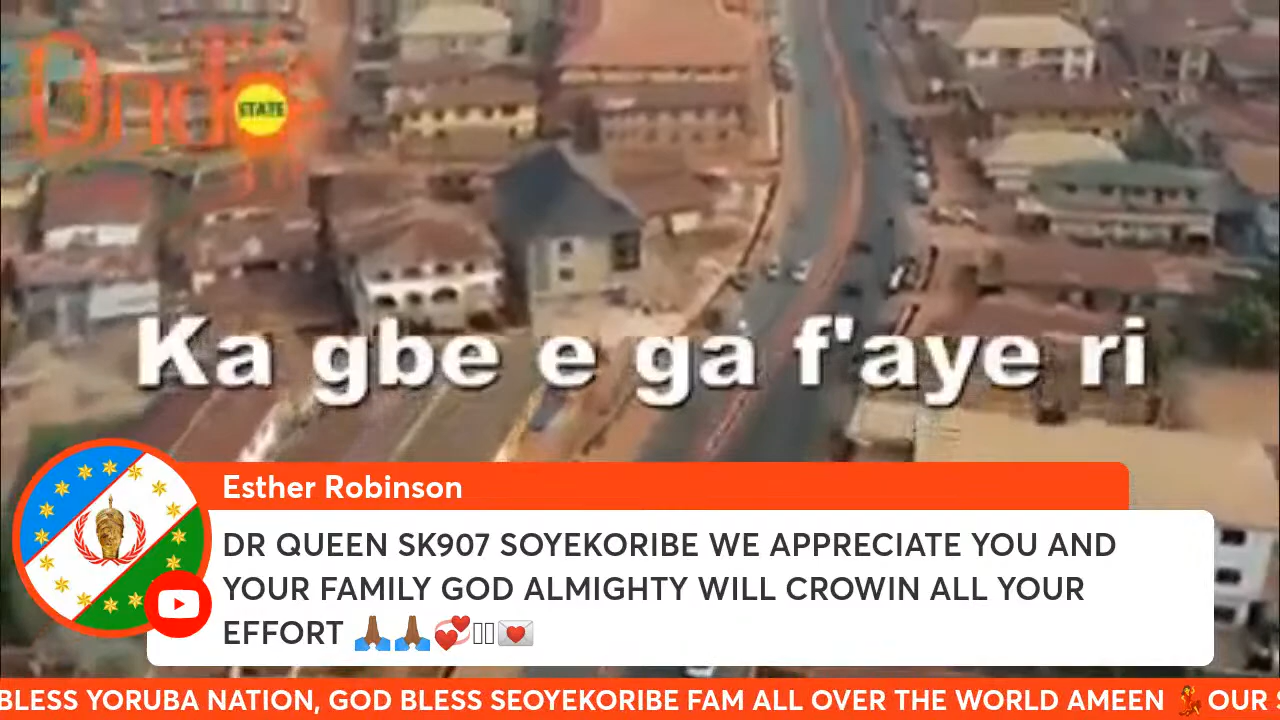 Ondo
STATE
Ka gbe e ga f'aye ri
Esther Robinson
DR QUEEN SK907 SOYEKORIBE WE APPRECIATE YOU AND
YOUR FAMILY GOD ALMIGHTY WILL CROWIN ALL YOUR
EFFORT 🙏🏾🙏🏾💞💌
BLESS YORUBA NATION, GOD BLESS SEOYEKORIBE FAM ALL OVER THE WORLD AMEEN 💃OUR S